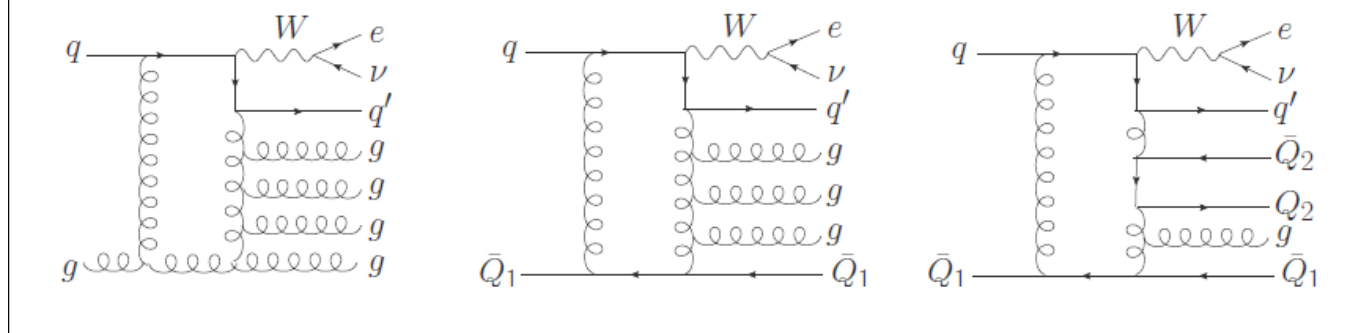 q W e ν q′ g g g g g
q W e ν q′ g g g Q̄₁ Q̄₁
q W e ν q′ Q̄₂ Q₂ g Q̄₁ Q̄₁